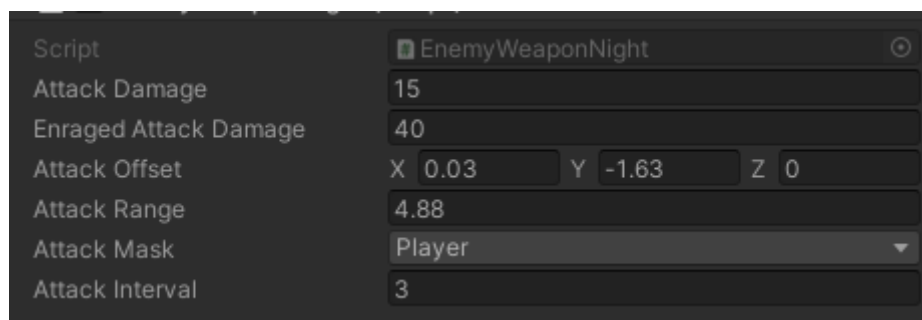 Script EnemyWeaponNight
Attack Damage 15
Enraged Attack Damage 40
Attack Offset X 0.03 Y -1.63 Z 0
Attack Range 4.88
Attack Mask Player
Attack Interval 3